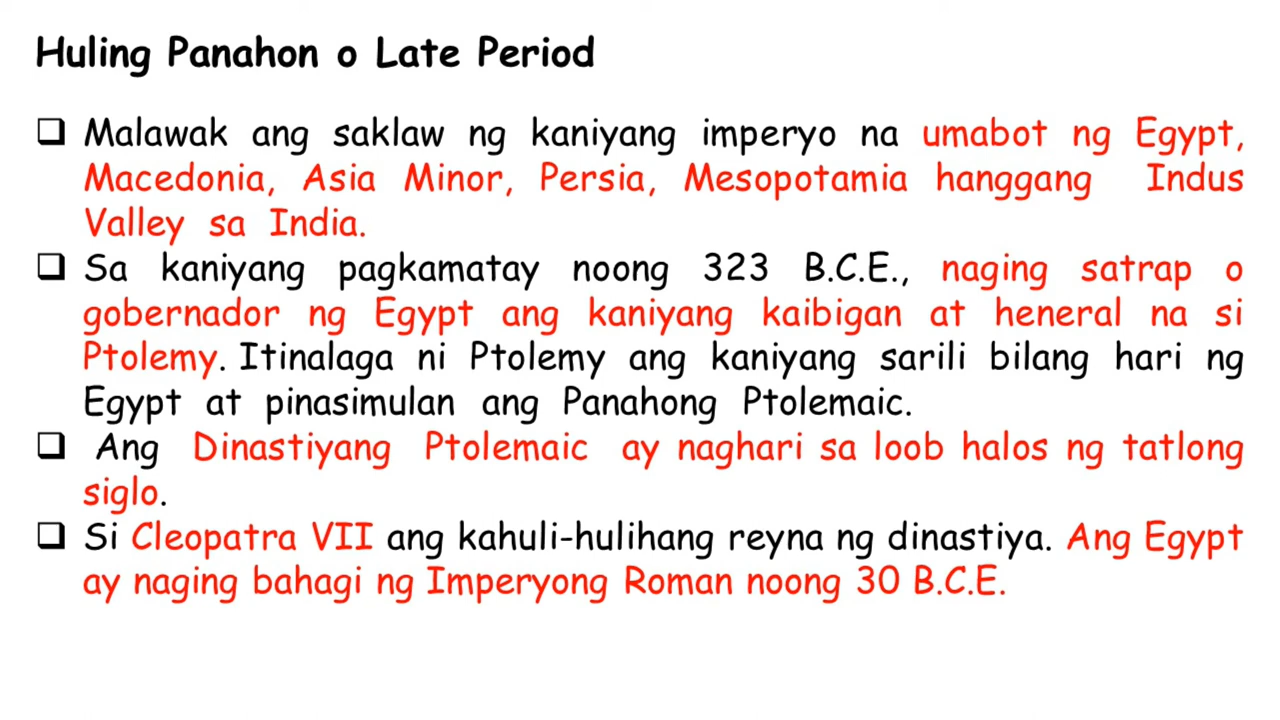 Huling Panahon o Late Period
❑ Malawak ang saklaw ng kaniyang imperyo na umabot ng Egypt,
Macedonia, Asia Minor, Persia, Mesopotamia hanggang Indus
Valley sa India.
❑ Sa kaniyang pagkamatay noong 323 B.C.E., naging satrap o
gobernador ng Egypt ang kaniyang kaibigan at heneral na si
Ptolemy. Itinalaga ni Ptolemy ang kaniyang sarili bilang hari ng
Egypt at pinasimulan ang Panahong Ptolemaic.
❑ Ang Dinastiyang Ptolemaic ay naghari sa loob halos ng tatlong
siglo.
❑ Si Cleopatra VII ang kahuli-hulihang reyna ng dinastiya. Ang Egypt
ay naging bahagi ng Imperyong Roman noong 30 B.C.E.